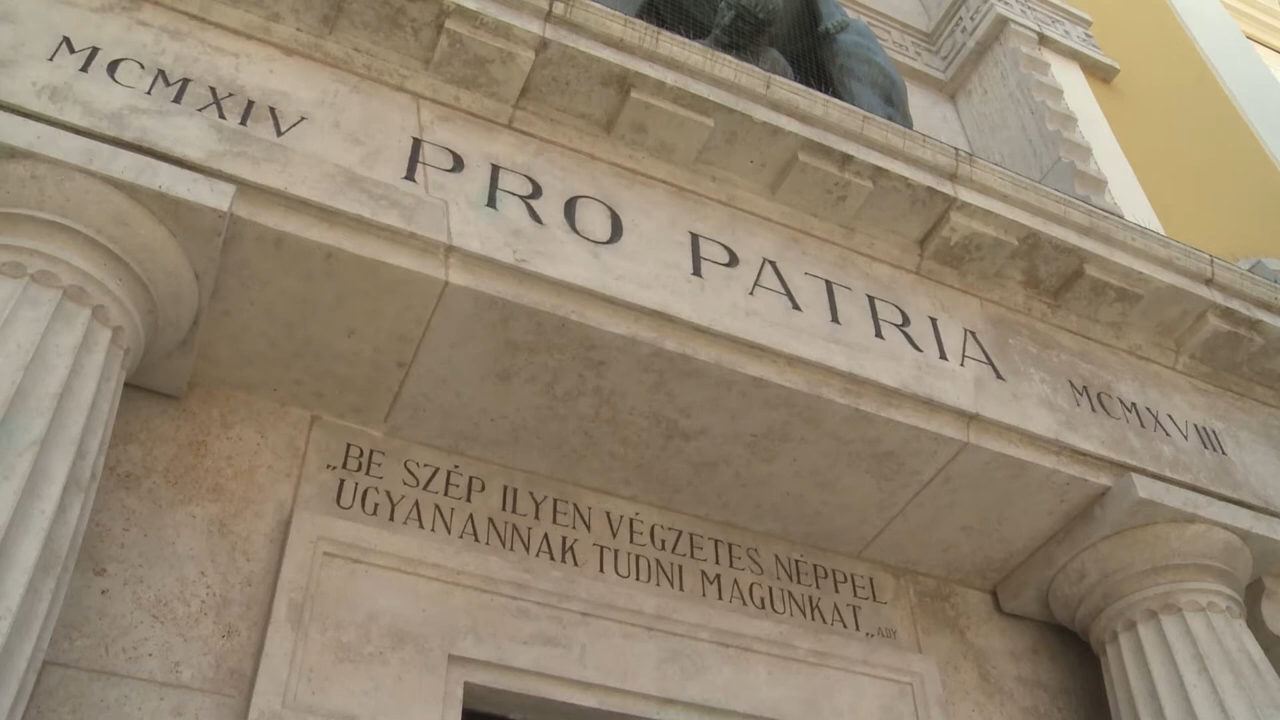 MCMXIV PRO PATRIA MCMXVIII
„BE SZÉP ILYEN VÉGZETES NÉPPEL
UGYANANNAK TUDNI MAGUNKAT„ ADY